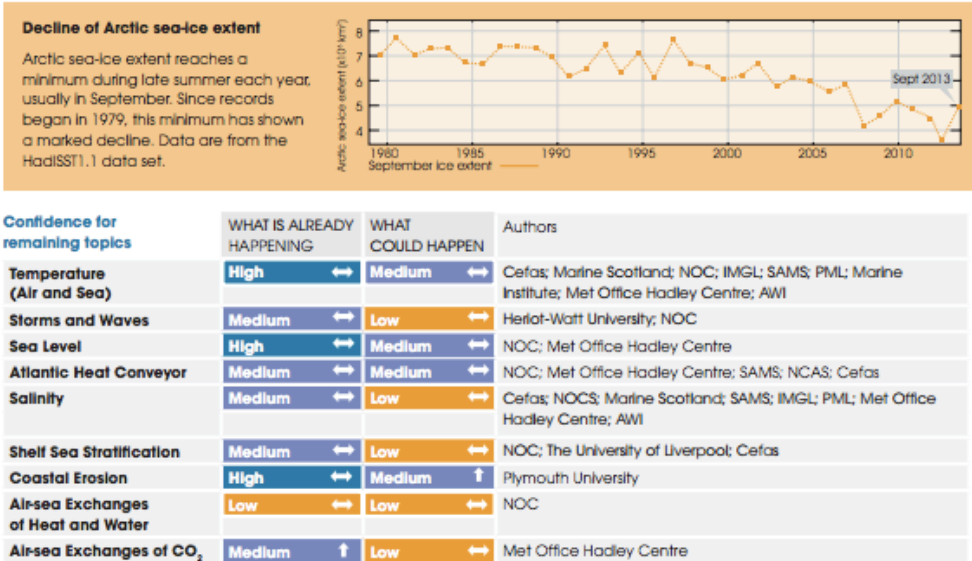 Decline of Arctic sea-ice extent
Arctic sea-ice extent reaches a
minimum during late summer each year,
usually in September. Since records
began in 1979, this minimum has shown
a marked decline. Data are from the
HadISST1.1 data set.
Arctic sea-ice extent (x10⁶ km²)
8
7
6
5
4
Sept 2013
1980 1985 1990 1995 2000 2005 2010
September ice extent
Confidence for
remaining topics
WHAT IS ALREADY
HAPPENING
WHAT
COULD HAPPEN
Authors
Temperature
(Air and Sea)
High ↔ Medium ↔
Cefas; Marine Scotland; NOC; IMGL; SAMS; PML; Marine
Institute; Met Office Hadley Centre; AWI
Storms and Waves Medium ↔ Low ↔ Heriot-Watt University; NOC
Sea Level High ↔ Medium ↔ NOC; Met Office Hadley Centre
Atlantic Heat Conveyor Medium ↔ Medium ↔ NOC; Met Office Hadley Centre; SAMS; NCAS; Cefas
Salinity Medium ↔ Low ↔ Cefas; NOCS; Marine Scotland; SAMS; IMGL; PML; Met Office
Hadley Centre; AWI
Shelf Sea Stratification Medium ↔ Low ↔ NOC; The University of Liverpool; Cefas
Coastal Erosion High ↔ Medium ⬆ Plymouth University
Air-sea Exchanges
of Heat and Water
Low ↔ Low ↔ NOC
Air-sea Exchanges of CO₂ Medium ⬆ Low ↔ Met Office Hadley Centre